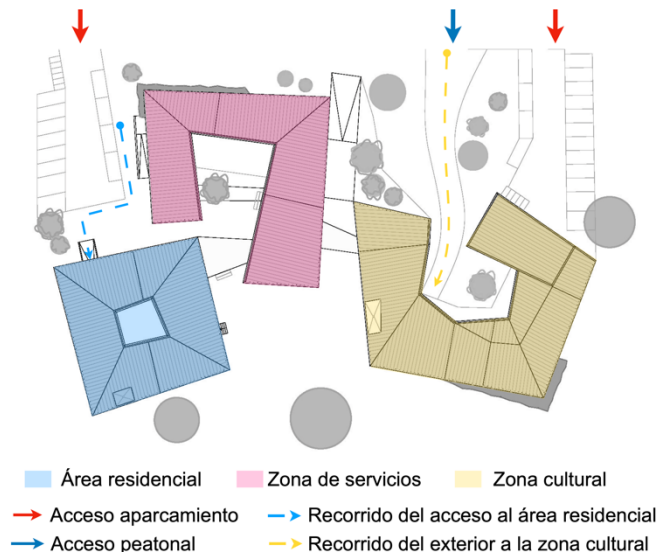 Área residencial Zona de servicios Zona cultural
Acceso aparcamiento Recorrido del acceso al área residencial
Acceso peatonal Recorrido del exterior a la zona cultural